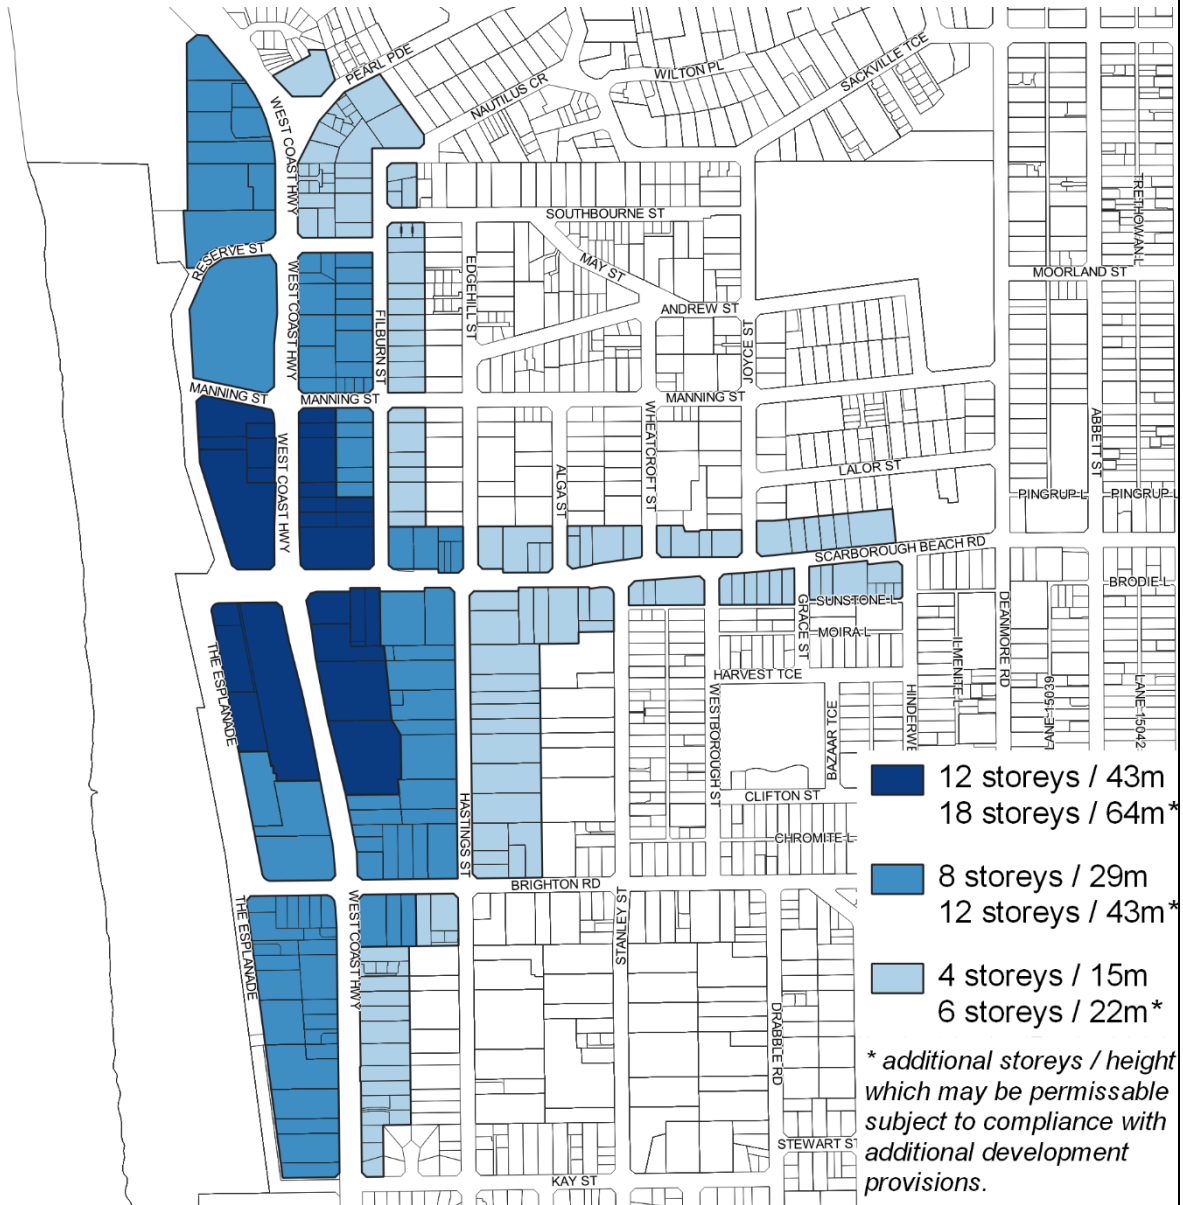 PEARL PDE
NAUTILUS CR
WILTON PL
SACKVILLE TCE
WEST COAST HWY
TRETHOWAN L
SOUTHBOURNE ST
RESERVE ST
MAY ST
EDGEHILL ST
MOORLAND ST
WEST COAST HWY
FILBURN ST
ANDREW ST
JOYCE ST
MANNING ST
MANNING ST
MANNING ST
WHEATCROFT ST
ABBETT ST
WEST COAST HWY
ALGA ST
LALOR ST
PINGRUP L
PINGRUP L
SCARBOROUGH BEACH RD
BRODIE L
SUNSTONE L
GRACE ST
MOIRA L
DEANMORE RD
ILMENITE L
THE ESPLANADE
HARVEST TCE
WESTBOROUGH ST
BAZAAR TCE
HINDERWE
LANE 15039
LANE 15042
HASTINGS ST
CLIFTON ST
CHROMITE L
BRIGHTON RD
STANLEY ST
THE ESPLANADE
WEST COAST HWY
DRABBLE RD
STEWART ST
KAY ST
12 storeys / 43m
18 storeys / 64m*
8 storeys / 29m
12 storeys / 43m*
4 storeys / 15m
6 storeys / 22m*
* additional storeys / height
which may be permissable
subject to compliance with
additional development
provisions.